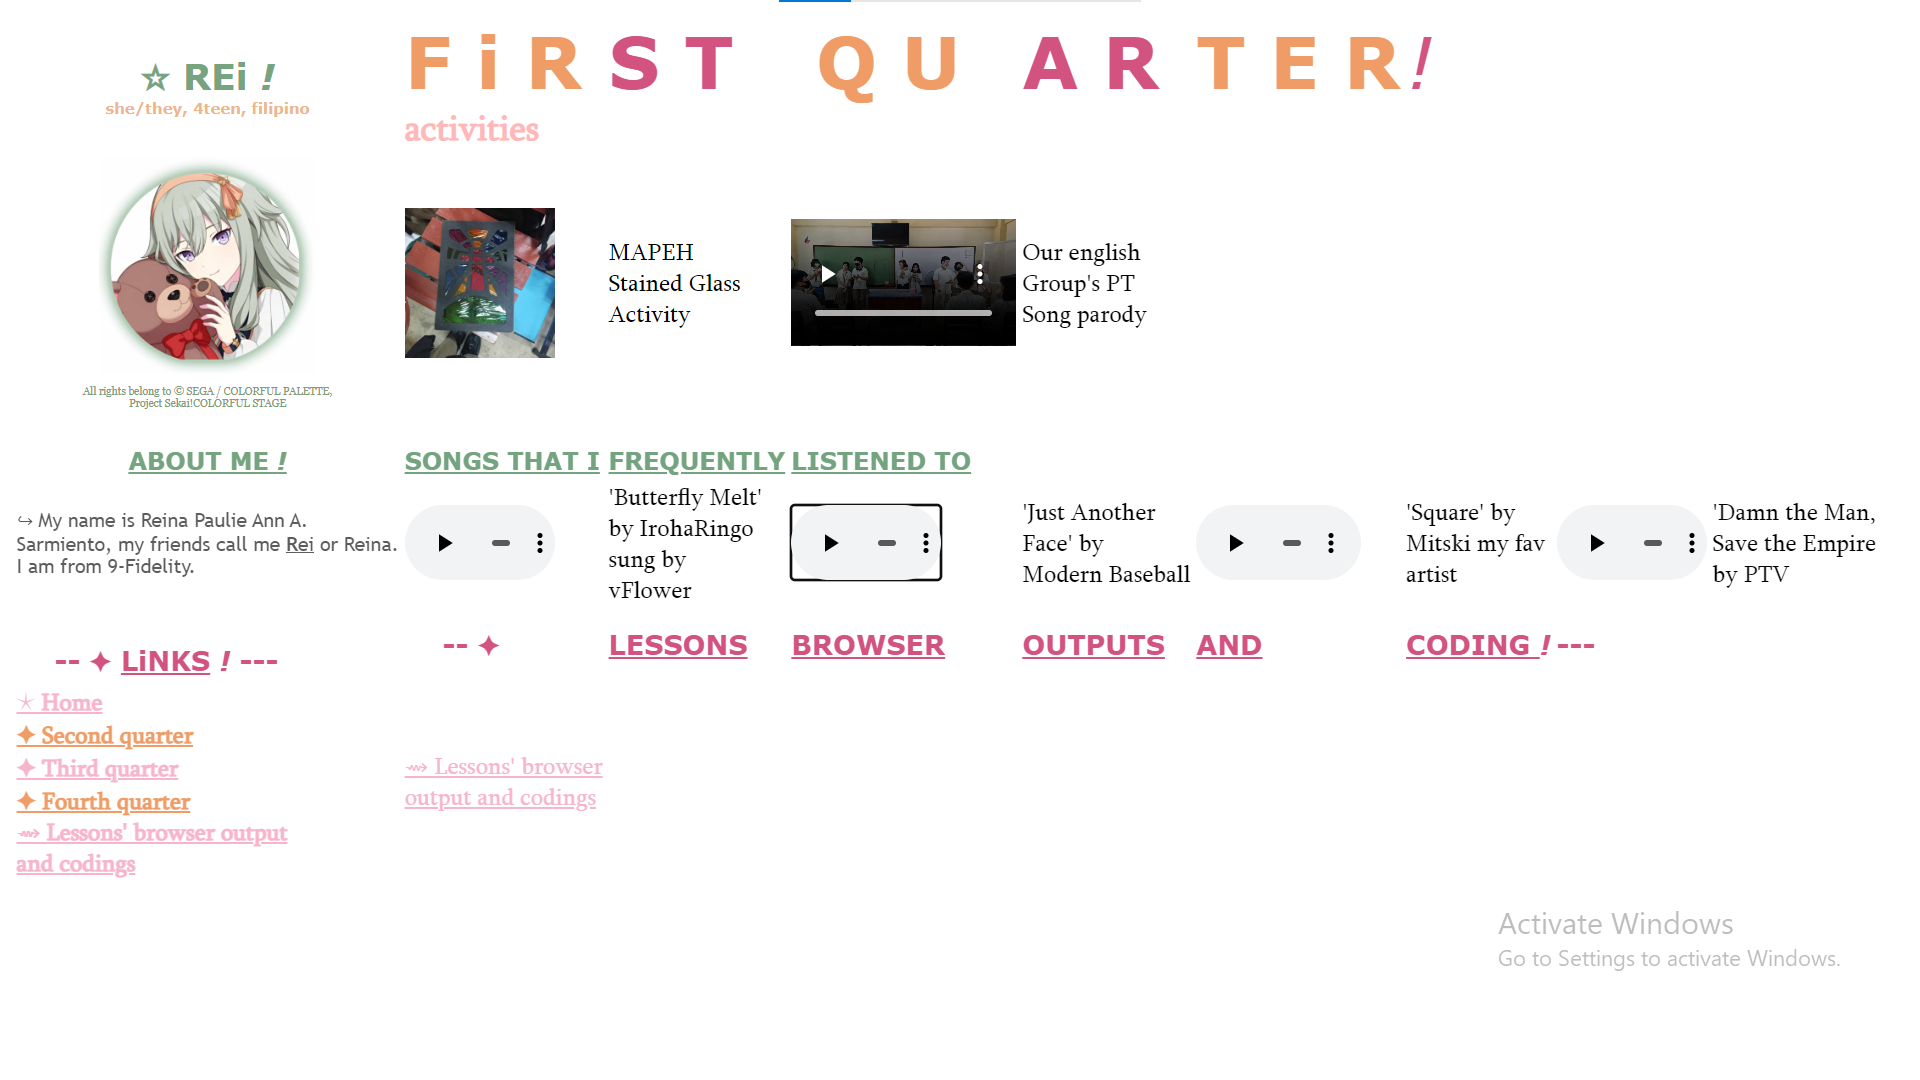 ☆ REi !
she/they, 4teen, filipino
All rights belong to © SEGA / COLORFUL PALETTE,
Project Sekai!COLORFUL STAGE
ABOUT ME !
↪ My name is Reina Paulie Ann A.
Sarmiento, my friends call me Rei or Reina.
I am from 9-Fidelity.
-- ✦ LiNKS ! ---
✶ Home
✦ Second quarter
✦ Third quarter
✦ Fourth quarter
⇝ Lessons' browser output
and codings
FiRST QUARTER!
activities
MAPEH
Stained Glass
Activity
Our english
Group's PT
Song parody
SONGS THAT I FREQUENTLY LISTENED TO
'Butterfly Melt'
by IrohaRingo
sung by
vFlower
'Just Another
Face' by
Modern Baseball
'Square' by
Mitski my fav
artist
'Damn the Man,
Save the Empire
by PTV
-- ✦ LESSONS BROWSER OUTPUTS AND CODING ! ---
⇝ Lessons' browser
output and codings
Activate Windows
Go to Settings to activate Windows.